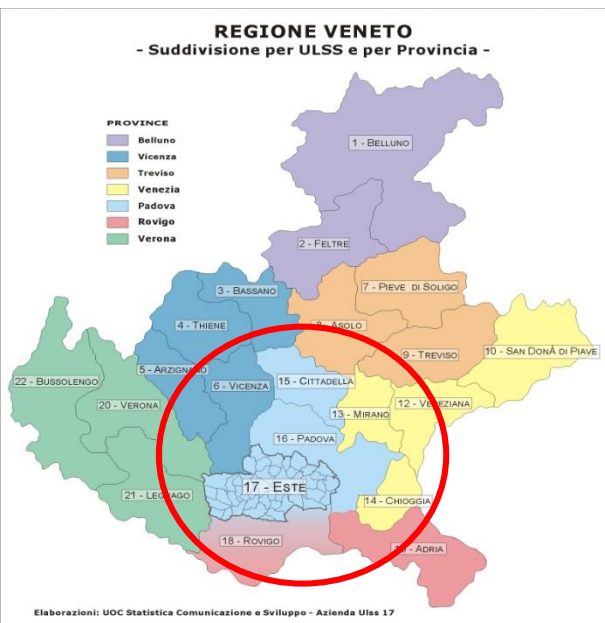 REGIONE VENETO
- Suddivisione per ULSS e per Provincia -
PROVINCE
Belluno
Vicenza
Treviso
Venezia
Padova
Rovigo
Verona
1 - BELLUNO
2 - FELTRE
3 - BASSANO
7 - PIEVE DI SOLIGO
4 - THIENE
8 - ASOLO
9 - TREVISO
10 - SAN DONÀ DI PIAVE
5 - ARZIGNANO
22 - BUSSOLENGO
6 - VICENZA
15 - CITTADELLA
20 - VERONA
13 - MIRANO
12 - VENEZIANA
16 - PADOVA
17 - ESTE
21 - LEGNAGO
14 - CHIOGGIA
18 - ROVIGO
19 - ADRIA
Elaborazioni: UOC Statistica Comunicazione e Sviluppo - Azienda Ulss 17